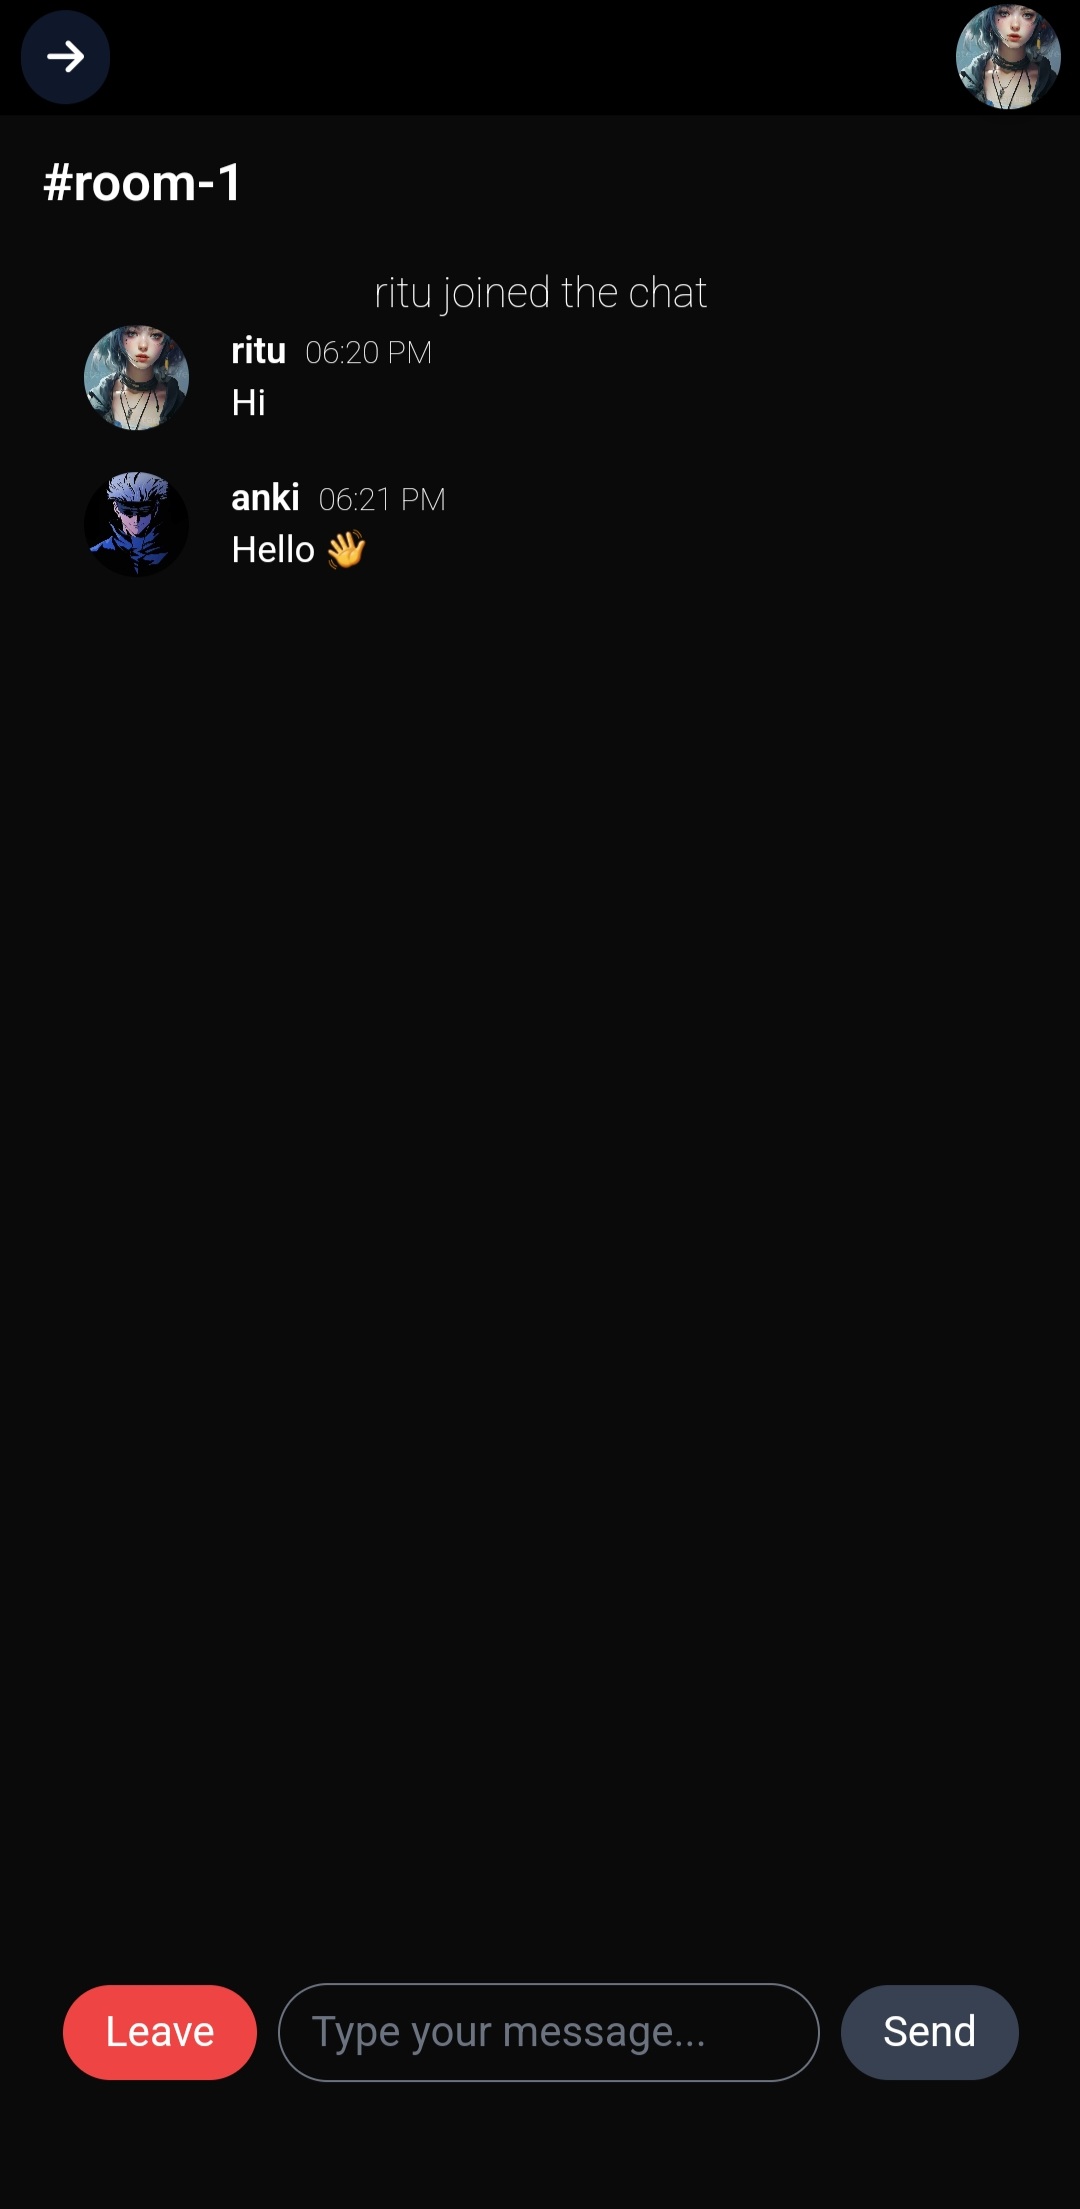 #room-1
ritu joined the chat
ritu 06:20 PM
Hi
anki 06:21 PM
Hello 👋
Leave Type your message... Send